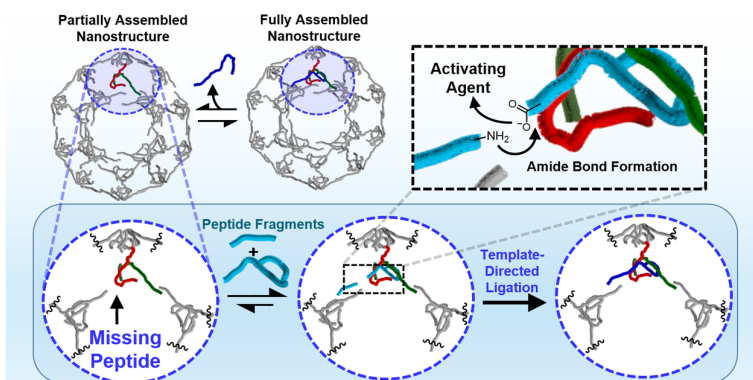 Partially Assembled
Nanostructure
Fully Assembled
Nanostructure
Activating
Agent
O
O
−
NH2
Amide Bond Formation
Peptide Fragments
+
Template-
Directed
Ligation
Missing
Peptide